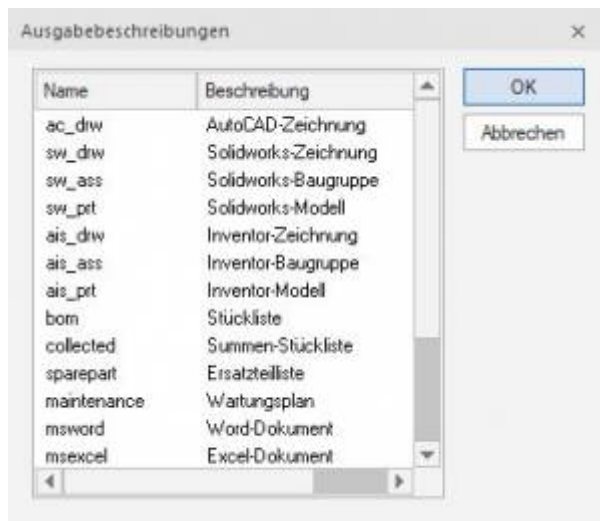 Ausgabebeschreibungen
Name Beschreibung
OK
Abbrechen
ac_drw AutoCAD-Zeichnung
sw_drw Solidworks-Zeichnung
sw_ass Solidworks-Baugruppe
sw_prt Solidworks-Modell
ais_drw Inventor-Zeichnung
ais_ass Inventor-Baugruppe
ais_prt Inventor-Modell
bom Stückliste
collected Summen-Stückliste
sparepart Ersatzteilliste
maintenance Wartungsplan
msword Word-Dokument
msexcel Excel-Dokument